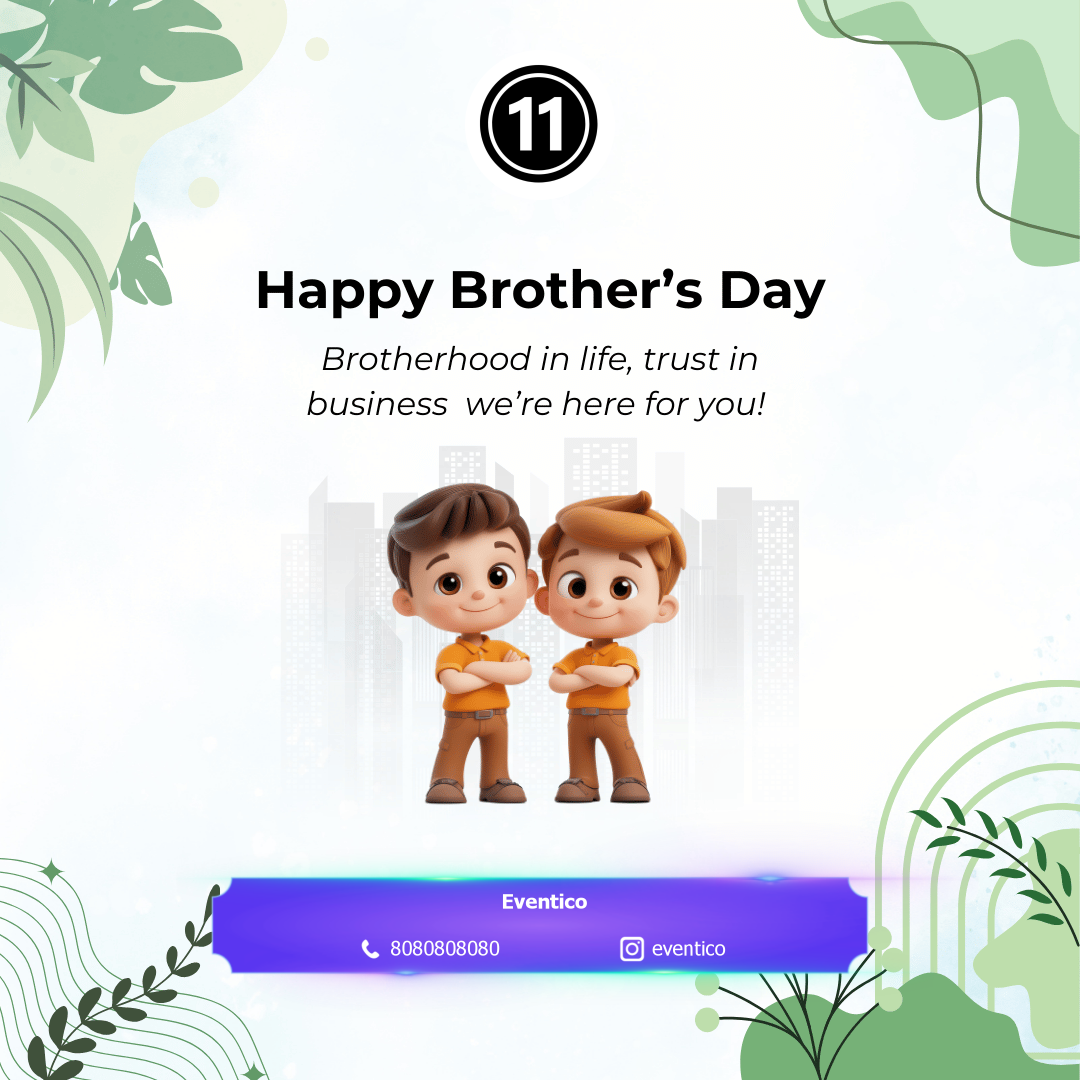 11
Happy Brother’s Day
Brotherhood in life, trust in
business  we’re here for you!
Eventico
8080808080
eventico